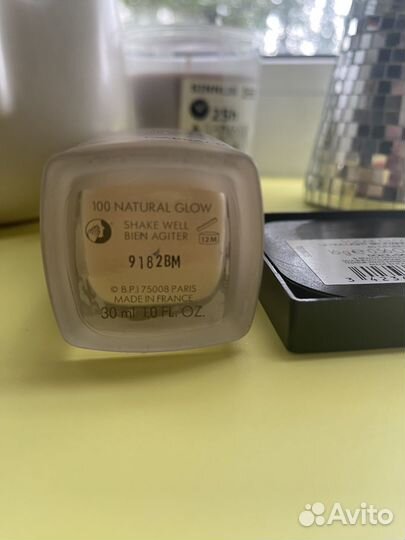 100 NATURAL GLOW
SHAKE WELL
BIEN AGITER
12M
9182BM
© B.P.I 75008 PARIS
MADE IN FRANCE
30 ml 1.0 FL. OZ.
25H
Avito